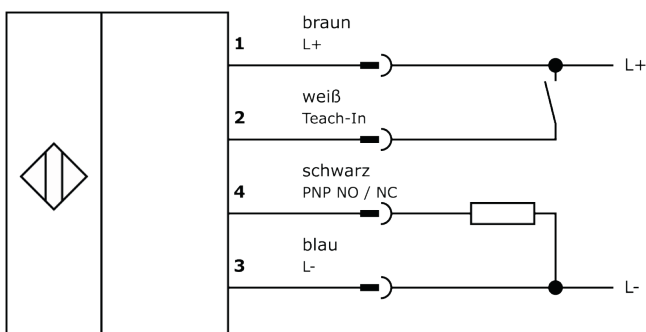 braun
1
L+
L+
weiß
2
Teach-In
schwarz
4
PNP NO / NC
blau
3
L-
L-